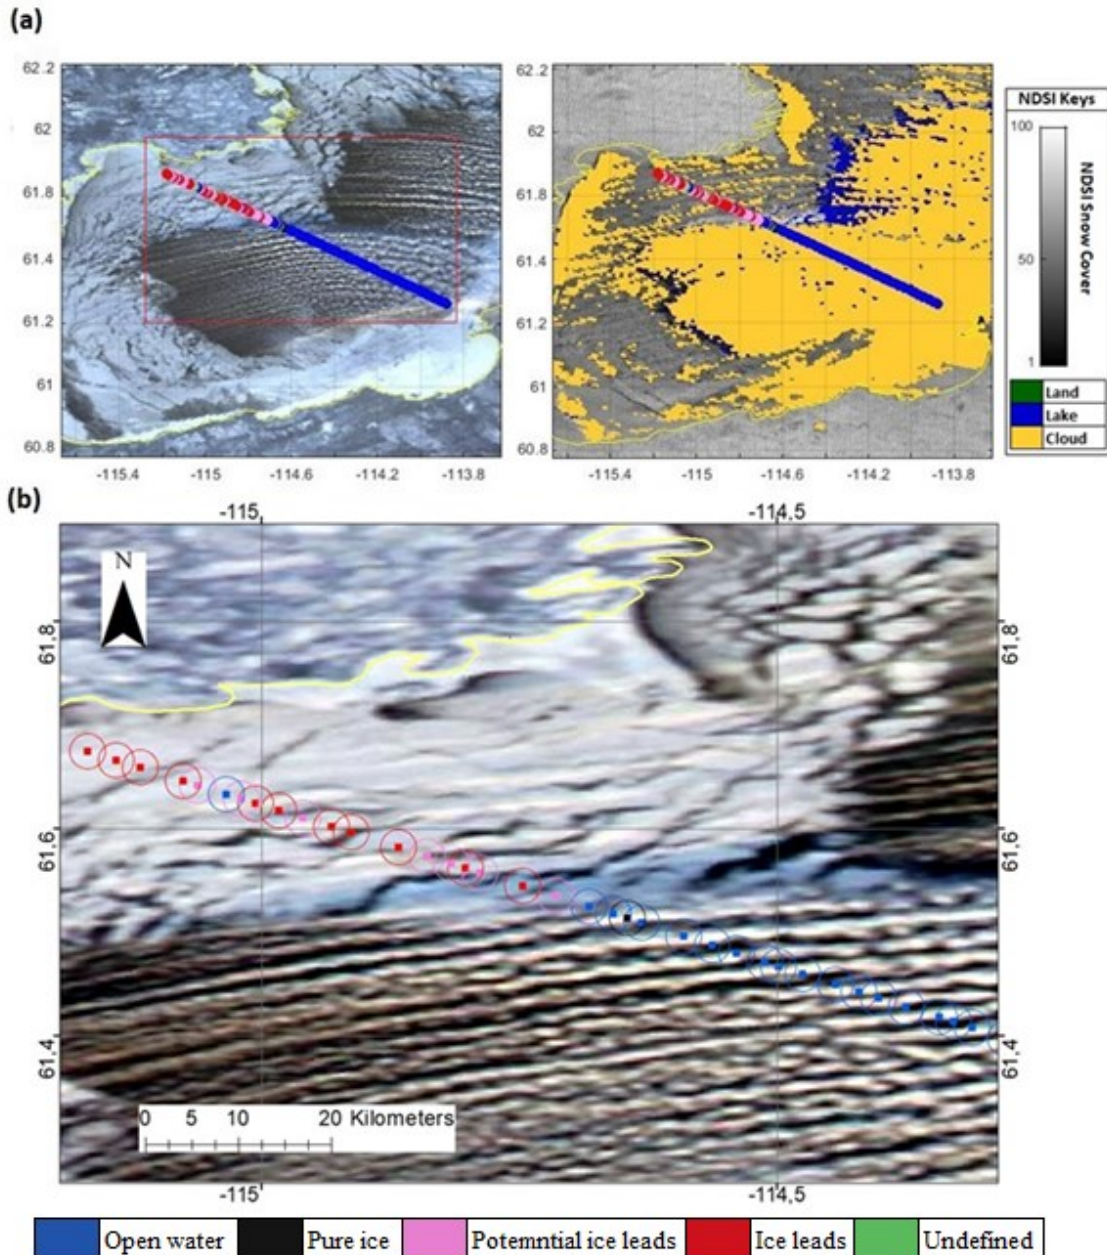 (a)
62.2
62
61.8
61.4
61.2
61
60.8
-115.4
-115
-114.6
-114.2
-113.8
62.2
62
61.8
61.4
61.2
61
60.8
-115.4
-115
-114.6
-114.2
-113.8
NDSI Keys
100
50
1
NDSI Snow Cover
Land
Lake
Cloud
(b)
-115
-114,5
N
61,8
61,6
61,4
61,8
61,6
61,4
0 5 10 20 Kilometers
-115
-114,5
Open water
Pure ice
Potemntial ice leads
Ice leads
Undefined